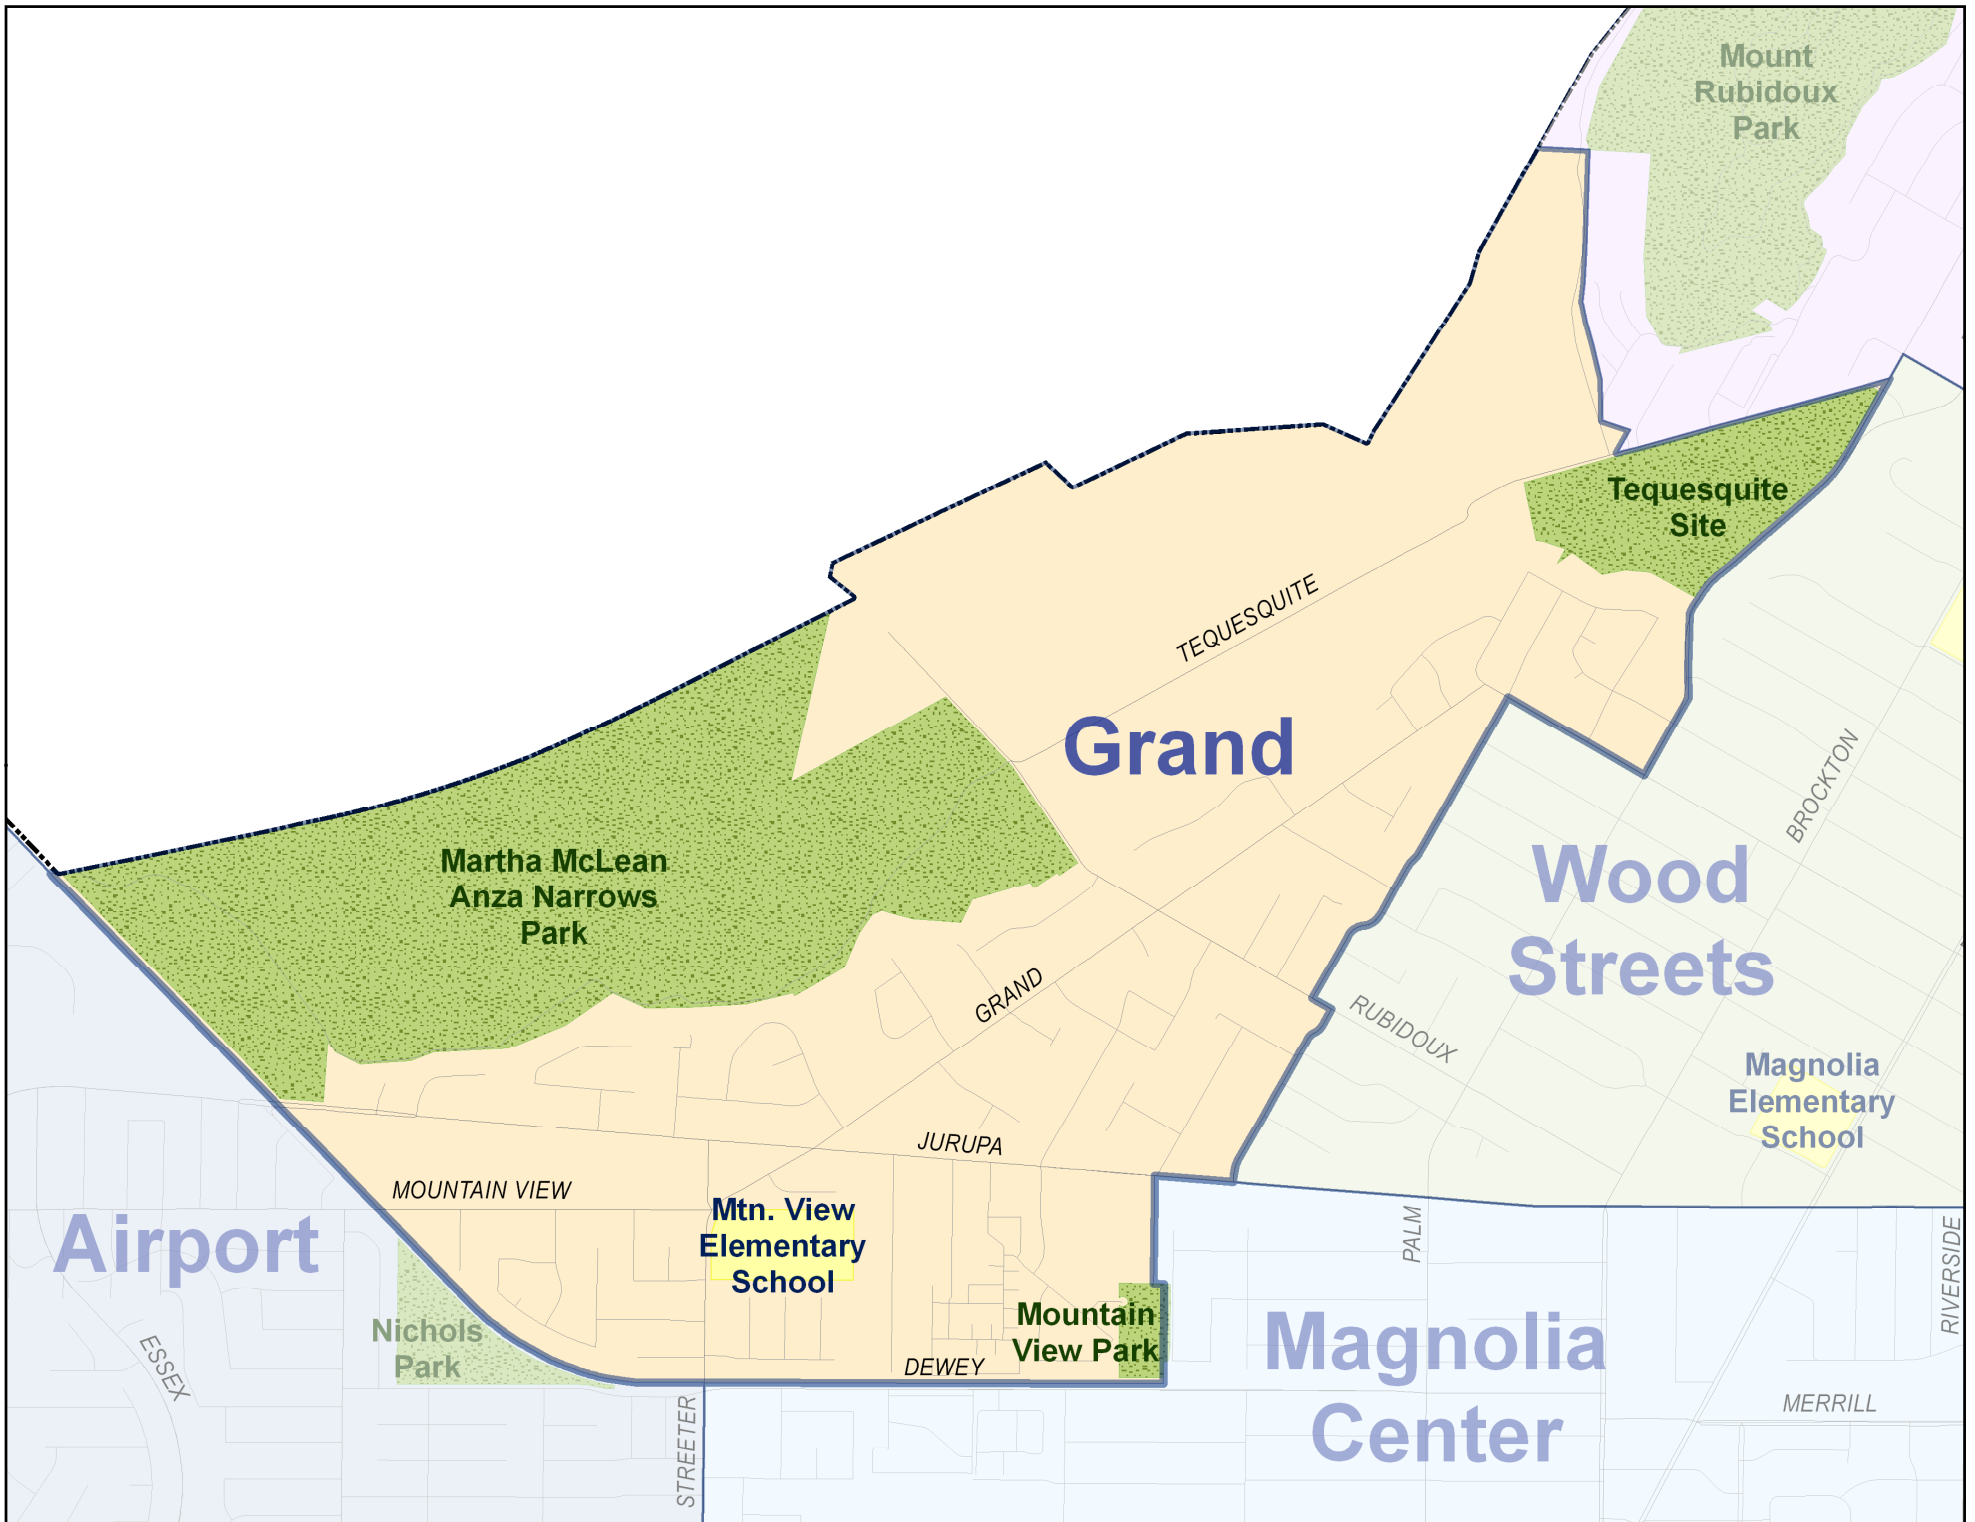 Mount
Rubidoux
Park
Tequesquite
Site
TEQUESQUITE
Grand
BROCKTON
Martha McLean
Anza Narrows
Park
Wood
Streets
GRAND
RUBIDOUX
Magnolia
Elementary
School
JURUPA
MOUNTAIN VIEW
Mtn. View
Elementary
School
Airport
PALM
RIVERSIDE
Nichols
Park
Mountain
View Park
ESSEX
DEWEY
Magnolia
Center
MERRILL
STREETER